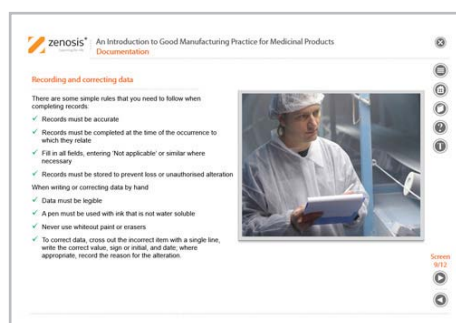 zenosis®
An Introduction to Good Manufacturing Practice for Medicinal Products
Documentation
Recording and correcting data
There are some simple rules that you need to follow when
completing records
✓ Records must be accurate
✓ Records must be completed at the time of the occurrence to
which they relate
✓ Fill in all fields, entering 'Not applicable' or similar where
necessary
✓ Records must be stored to prevent loss or unauthorised alteration
When writing or correcting data by hand
✓ Data must be legible
✓ A pen must be used with ink that is not water soluble
✓ Never use whiteout paint or erasers
✓ To correct data, cross out the incorrect item with a single line,
write the correct value, sign or initial, and date; where
appropriate, record the reason for the alteration.
Screen
9/12